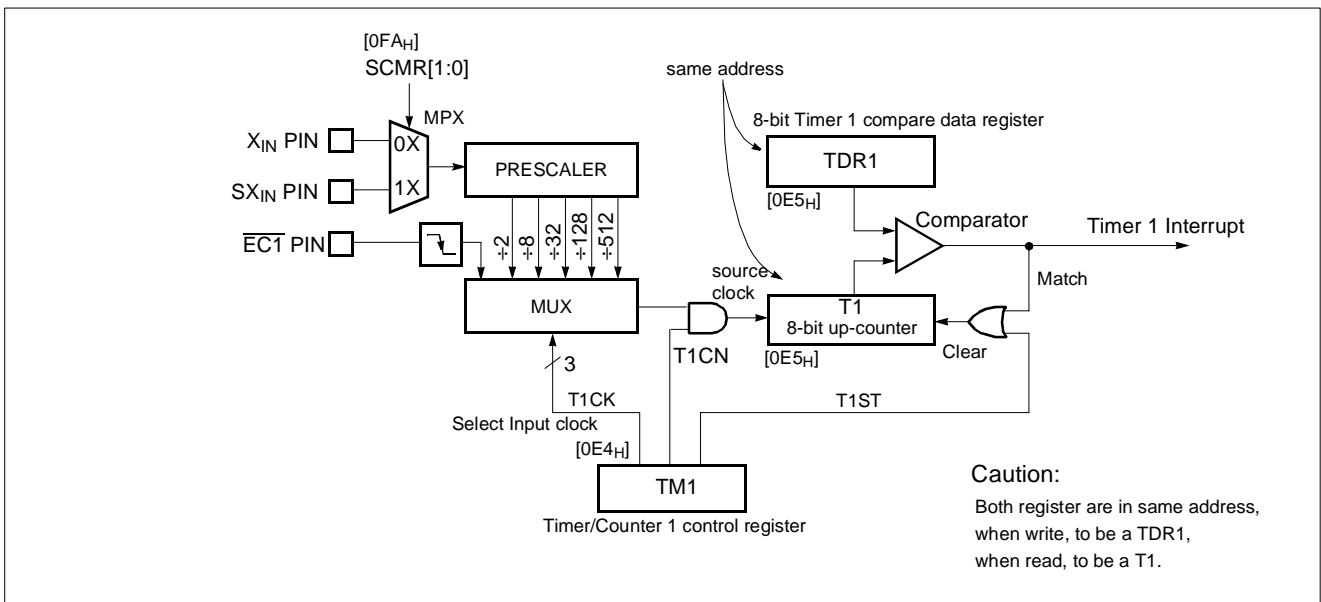 [0FAH]
SCMR[1:0]
MPX
XIN PIN
0X
SXIN PIN
1X
PRESCALER
EC1 PIN
÷2
÷8
÷32
÷128
÷512
MUX
3
T1CK
Select Input clock
[0E4H]
TM1
Timer/Counter 1 control register
T1CN
source
clock
same address
8-bit Timer 1 compare data register
TDR1
[0E5H]
Comparator
Timer 1 Interrupt
Match
T1
8-bit up-counter
[0E5H]
Clear
T1ST
Caution:
Both register are in same address,
when write, to be a TDR1,
when read, to be a T1.